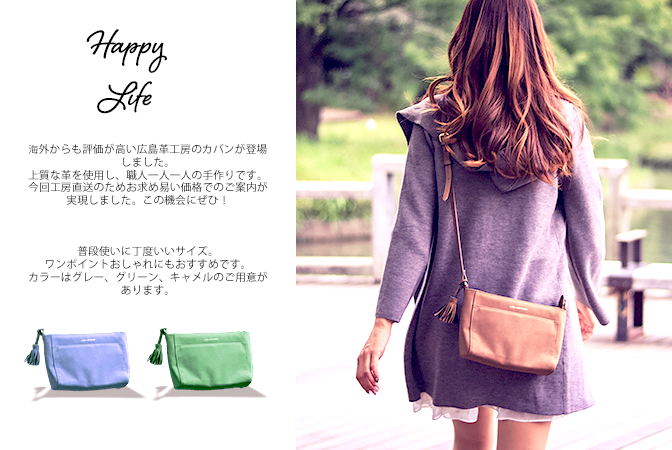 Happy
Life
海外からも評価が高い広島革工房のカバンが登場
しました。
上質な革を使用し、職人一人一人の手作りです。
今回工房直送のためお求め易い価格でのご案内が
実現しました。この機会にぜひ！
普段使いに丁度いいサイズ。
ワンポイントおしゃれにもおすすめです。
カラーはグレー、グリーン、キャメルのご用意が
あります。